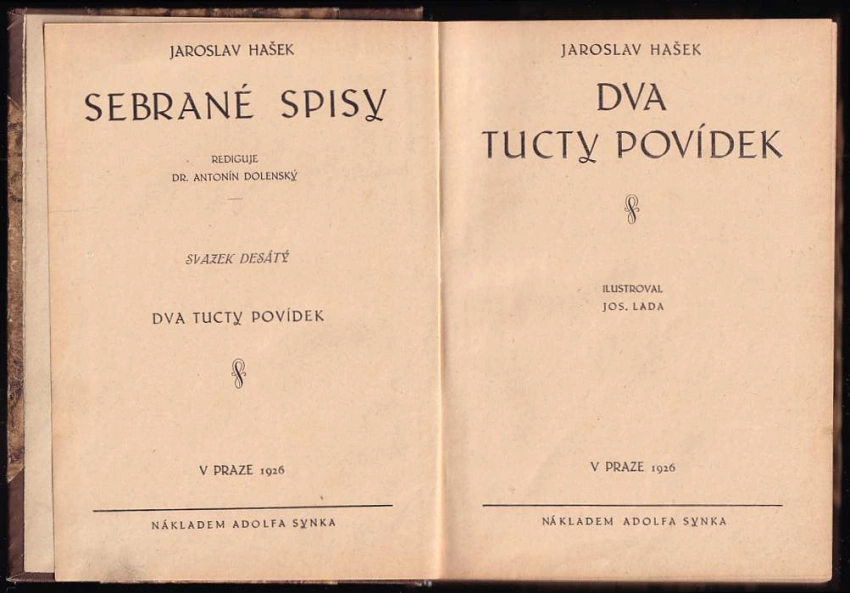 JAROSLAV HAŠEK
SEBRANÉ SPISY
REDIGUJE
DR. ANTONÍN DOLENSKÝ
SVAZEK DESÁTÝ
DVA TUCTY POVÍDEK
V PRAZE 1926
NÁKLADEM ADOLFA SYNKA
JAROSLAV HAŠEK
DVA
TUCTY POVÍDEK
ILUSTROVAL
JOS. LADA
V PRAZE 1926
NÁKLADEM ADOLFA SYNKA